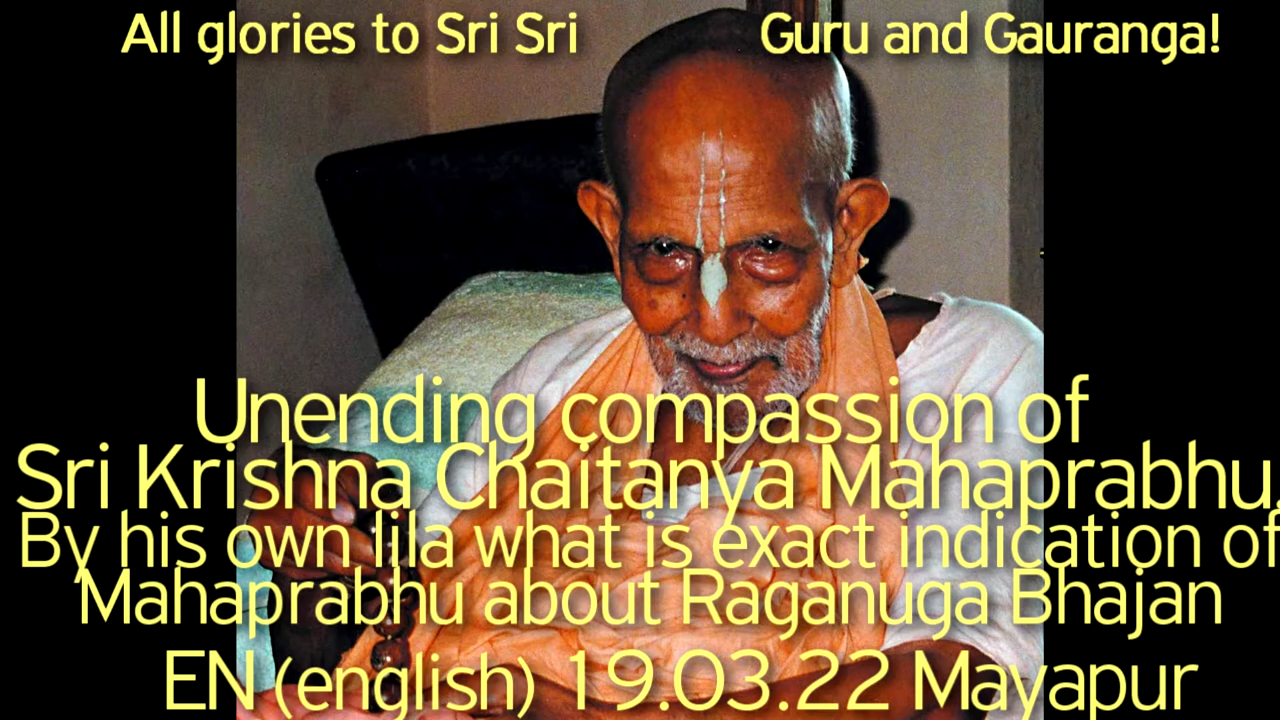 All glories to Sri Sri Guru and Gauranga!
Unending compassion of
Sri Krishna Chaitanya Mahaprabhu.
By his own lila what is exact indication of
Mahaprabhu about Raganuga Bhajan
EN (english) 19.03.22 Mayapur